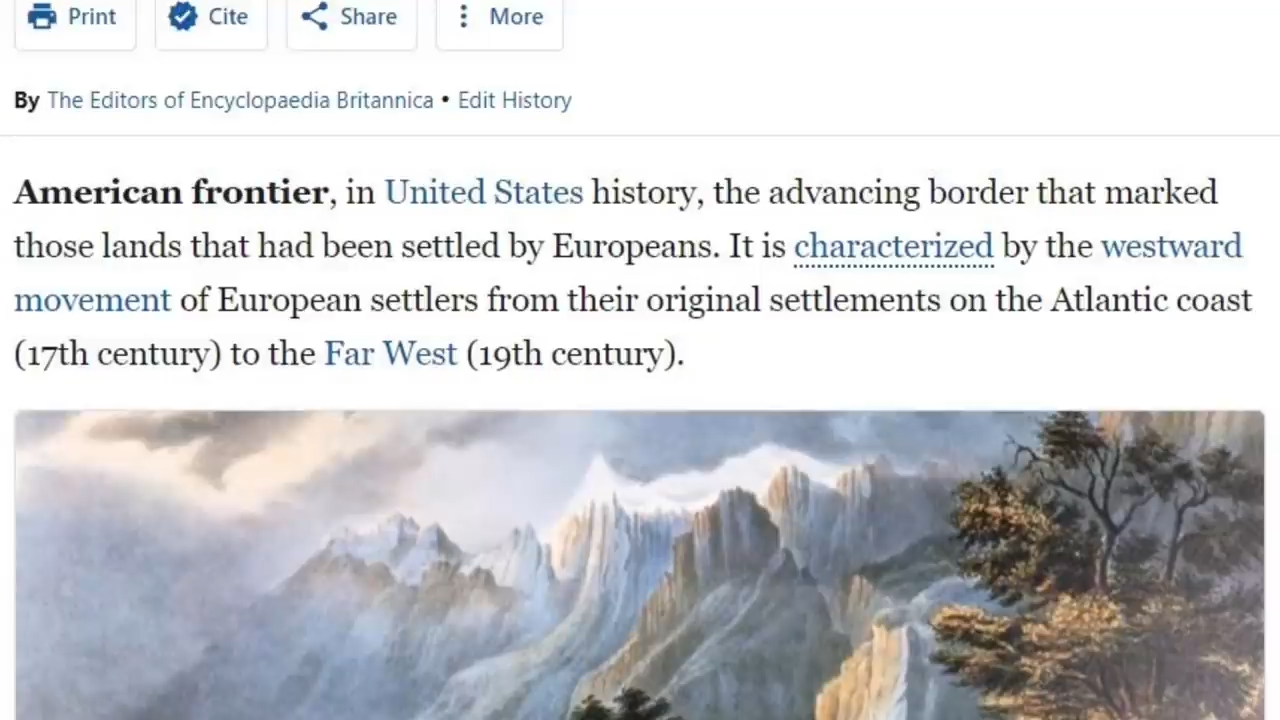 Print Cite Share More
By The Editors of Encyclopaedia Britannica • Edit History
American frontier, in United States history, the advancing border that marked
those lands that had been settled by Europeans. It is characterized by the westward
movement of European settlers from their original settlements on the Atlantic coast
(17th century) to the Far West (19th century).